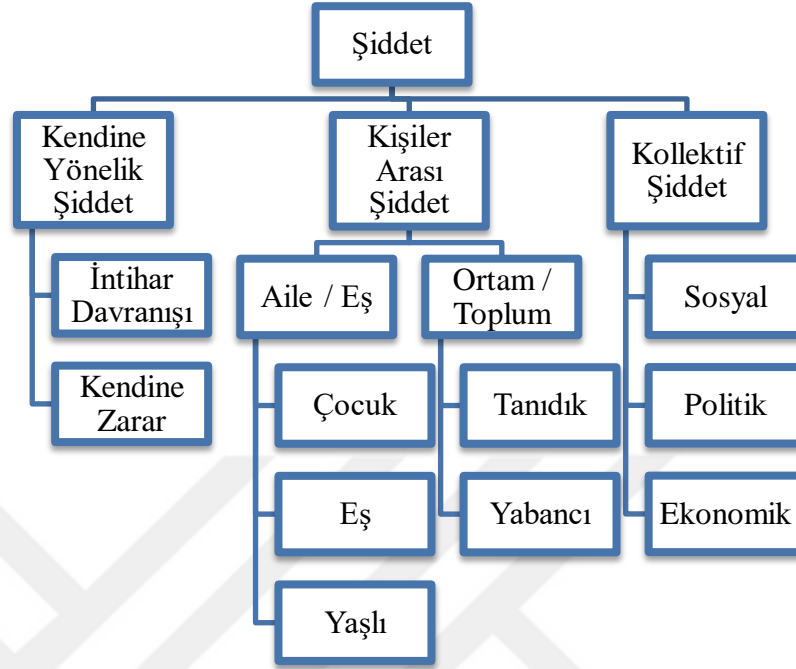 Şiddet
Kendine
Yönelik
Şiddet
Kişiler
Arası
Şiddet
Kollektif
Şiddet
İntihar
Davranışı
Kendine
Zarar
Aile / Eş
Ortam /
Toplum
Çocuk
Eş
Yaşlı
Tanıdık
Yabancı
Sosyal
Politik
Ekonomik